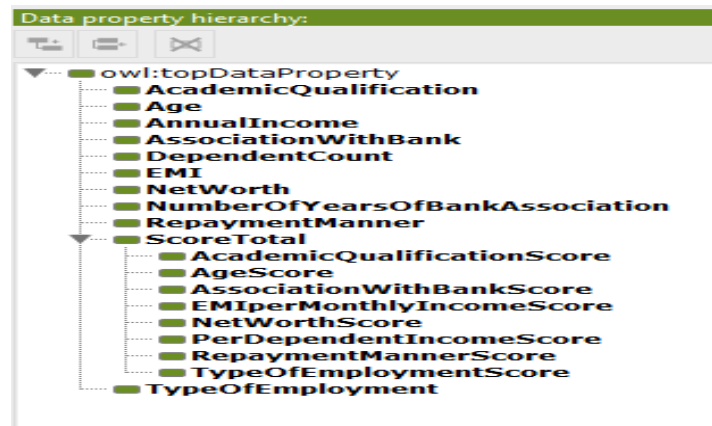 Data property hierarchy:
owl:topDataProperty
AcademicQualification
Age
AnnualIncome
AssociationWithBank
DependentCount
EMI
NetWorth
NumberOfYearsOfBankAssociation
RepaymentManner
ScoreTotal
AcademicQualificationScore
AgeScore
AssociationWithBankScore
EMIperMonthlyIncomeScore
NetWorthScore
PerDependentIncomeScore
RepaymentMannerScore
TypeOfEmploymentScore
TypeOfEmployment